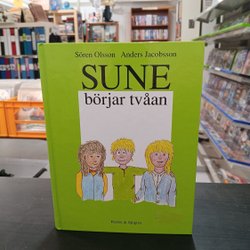 Sören Olsson Anders Jacobsson
SUNE
börjar tvåan